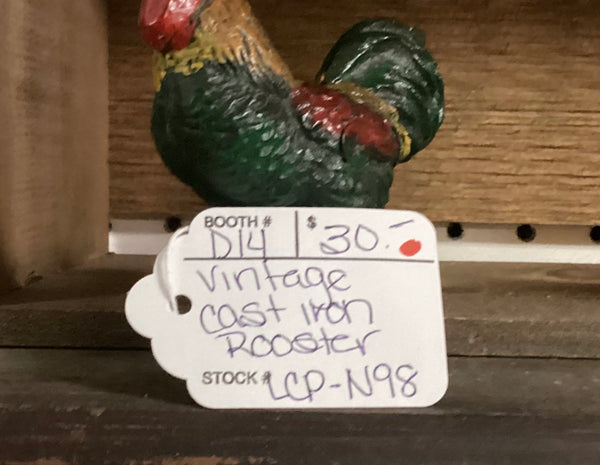 BOOTH # $
D14 30.-
Vintage
cast iron
Rooster
STOCK # LCP-N98